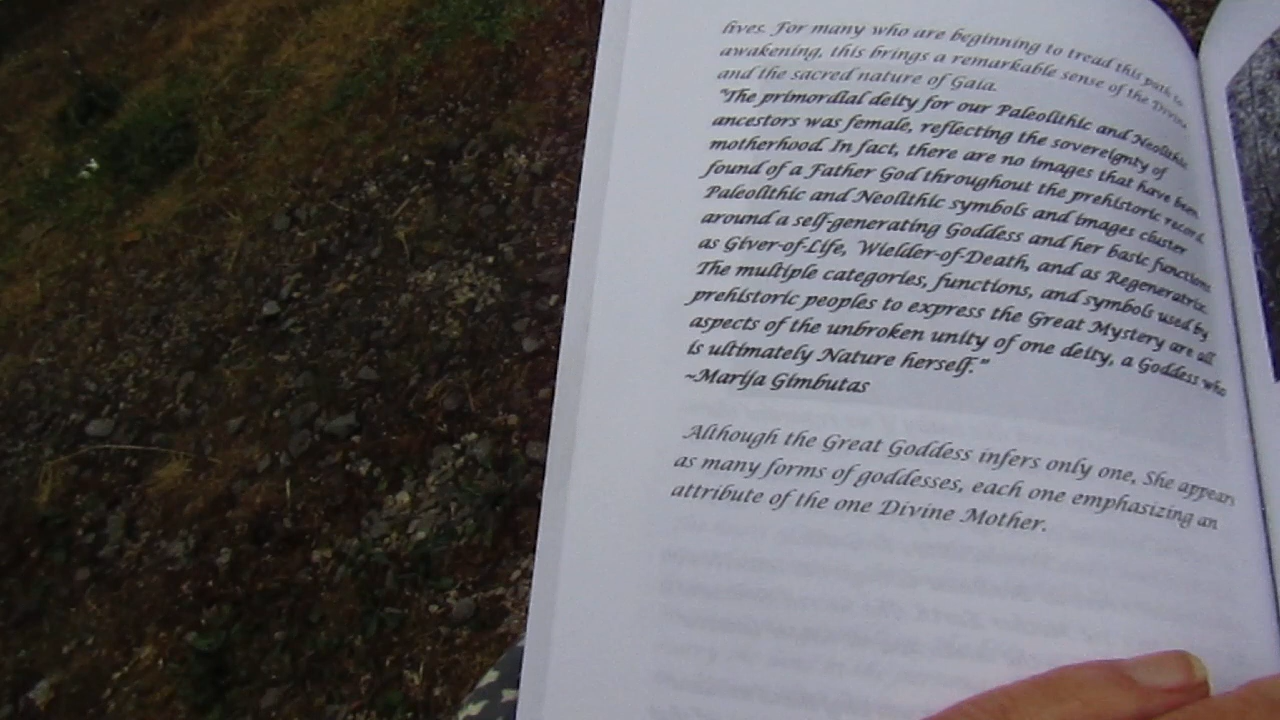 lives. For many who are beginning to tread this path to
awakening, this brings a remarkable sense of the Divine
and the sacred nature of Gaia.
"The primordial deity for our Paleolithic and Neolithic
ancestors was female, reflecting the sovereignty of
motherhood. In fact, there are no images that have been
found of a Father God throughout the prehistoric record.
Paleolithic and Neolithic symbols and images cluster
around a self-generating Goddess and her basic functions
as Giver-of-Life, Wielder-of-Death, and as Regeneratrix.
The multiple categories, functions, and symbols used by
prehistoric peoples to express the Great Mystery are all
aspects of the unbroken unity of one deity, a Goddess who
is ultimately Nature herself."
~Marija Gimbutas
Although the Great Goddess infers only one, She appears
as many forms of goddesses, each one emphasizing an
attribute of the one Divine Mother.